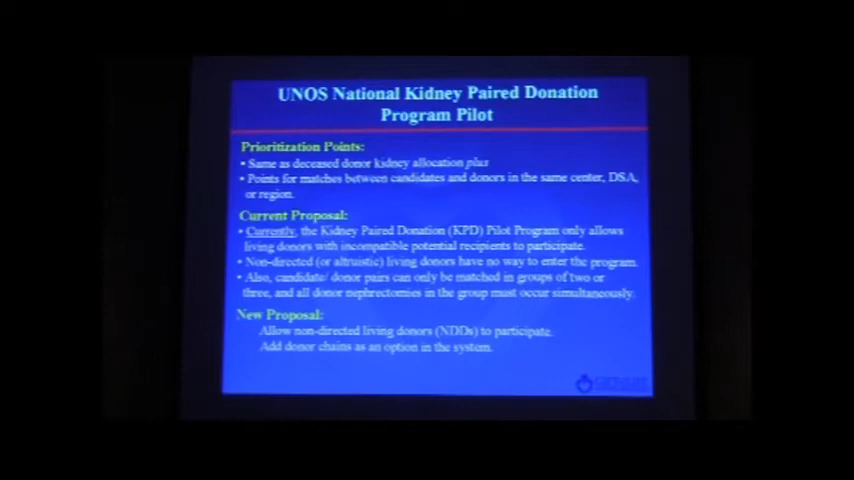 UNOS National Kidney Paired Donation
Program Pilot
Prioritization Points:
• Same as deceased donor kidney allocation plus
• Points for matches between candidates and donors in the same center, DSA,
or region.
Current Proposal:
• Currently, the Kidney Paired Donation (KPD) Pilot Program only allows
living donors with incompatible potential recipients to participate.
• Non-directed (or altruistic) living donors have no way to enter the program.
• Also, candidate/ donor pairs can only be matched in groups of two or
three, and all donor nephrectomies in the group must occur simultaneously.
New Proposal:
Allow non-directed living donors (NDDs) to participate.
Add donor chains as an option in the system.